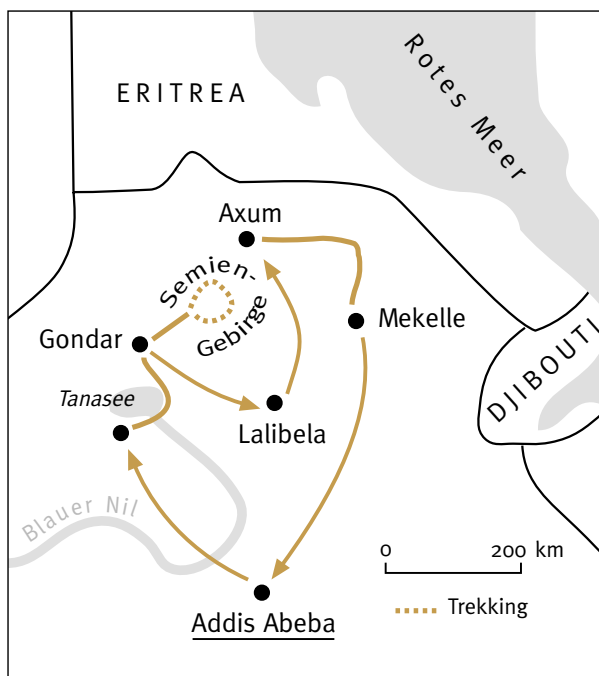 Rotes Meer
ERITREA
Axum
Semien-
Gebirge
Mekelle
Gondar
DJIBOUTI
Tanasee
Lalibela
Blauer Nil
0 200 km
Addis Abeba
Trekking